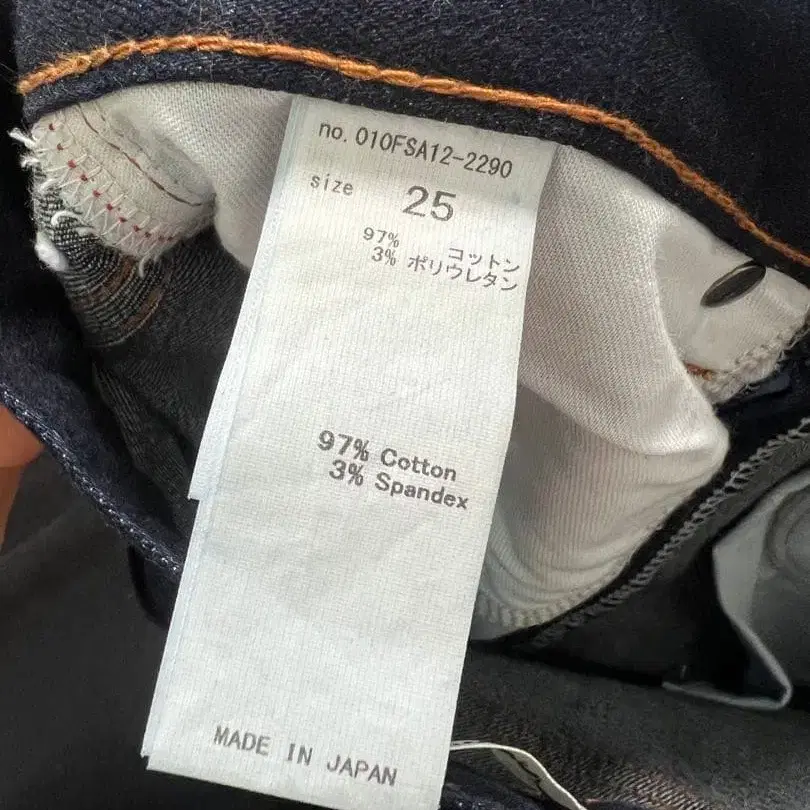 no. 010FSA12-2290
size 25
97% コットン
3% ポリウレタン
97% Cotton
3% Spandex
MADE IN JAPAN